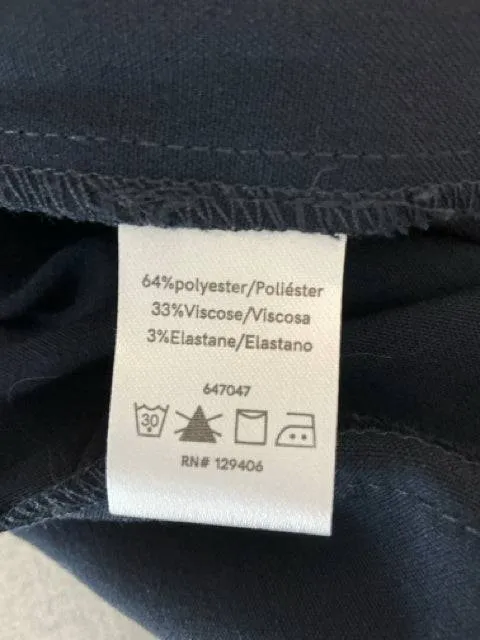 64%polyester/Poliéster
33%Viscose/Viscosa
3%Elastane/Elastano
647047
30
RN# 129406